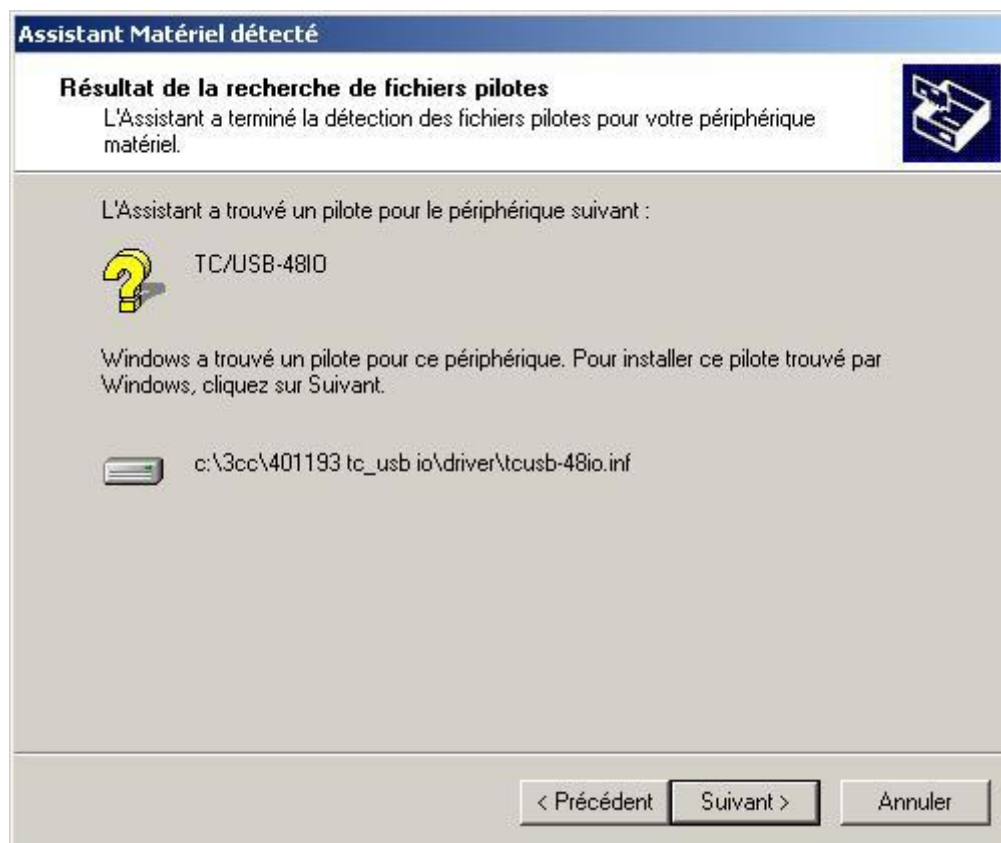 Assistant Matériel détecté
Résultat de la recherche de fichiers pilotes
L'Assistant a terminé la détection des fichiers pilotes pour votre périphérique
matériel.
L'Assistant a trouvé un pilote pour le périphérique suivant :
TC/USB-48IO
Windows a trouvé un pilote pour ce périphérique. Pour installer ce pilote trouvé par
Windows, cliquez sur Suivant.
c:\3cc\401193 tc_usb io\driver\tcusb-48io.inf
< Précédent
Suivant >
Annuler